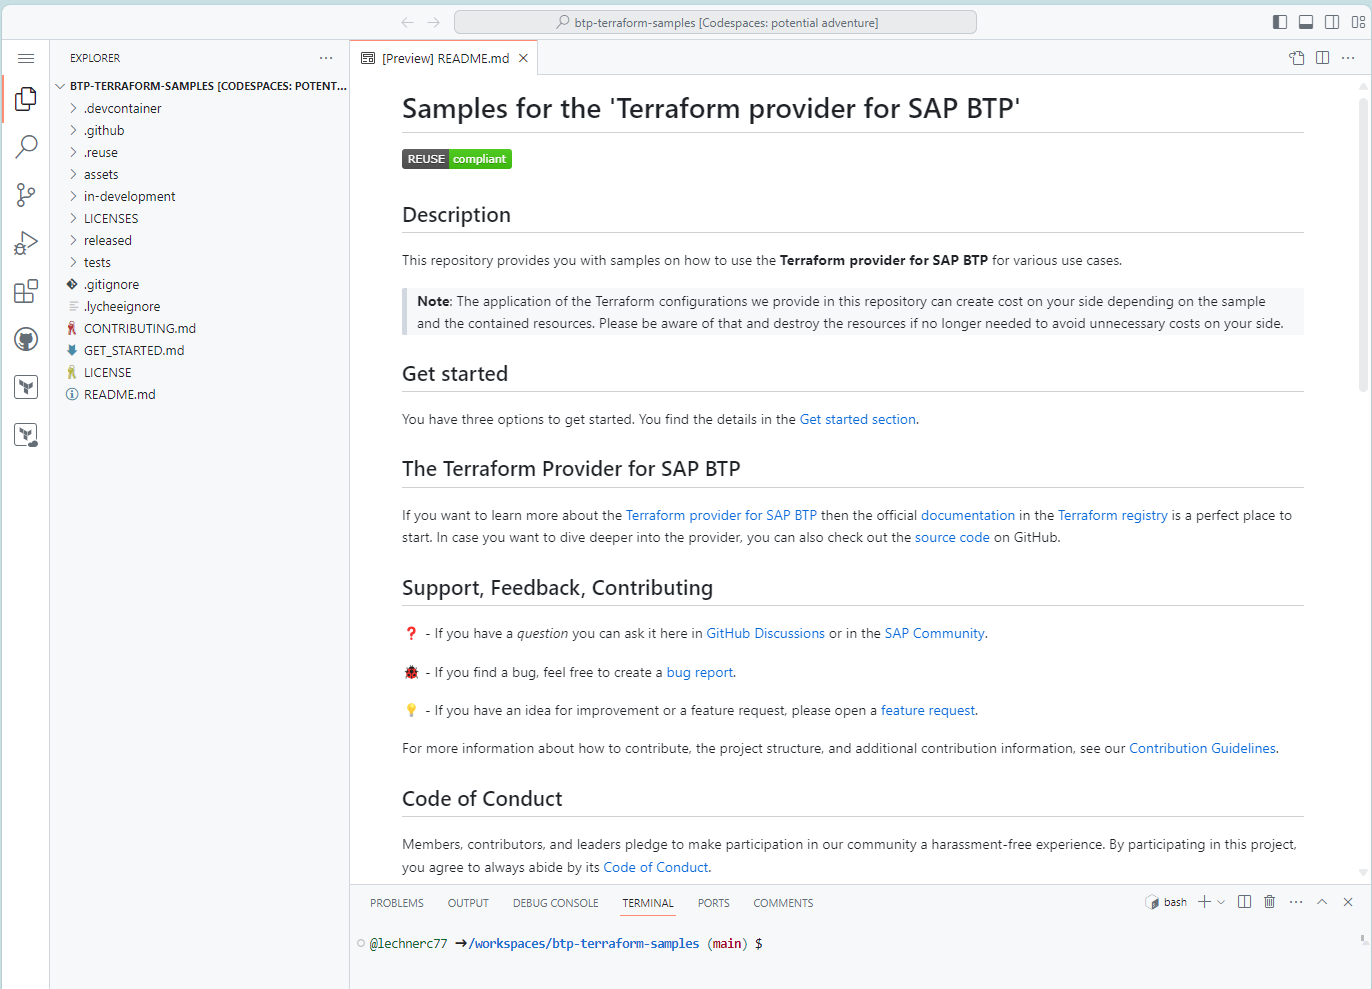 btp-terraform-samples [Codespaces: potential adventure]
EXPLORER
BTP-TERRAFORM-SAMPLES [CODESPACES: POTENT...
.devcontainer
.github
.reuse
assets
in-development
LICENSES
released
tests
.gitignore
.lycheeignore
CONTRIBUTING.md
GET_STARTED.md
LICENSE
README.md
[Preview] README.md
Samples for the 'Terraform provider for SAP BTP'
REUSE compliant
Description
This repository provides you with samples on how to use the Terraform provider for SAP BTP for various use cases.
Note: The application of the Terraform configurations we provide in this repository can create cost on your side depending on the sample
and the contained resources. Please be aware of that and destroy the resources if no longer needed to avoid unnecessary costs on your side.
Get started
You have three options to get started. You find the details in the Get started section.
The Terraform Provider for SAP BTP
If you want to learn more about the Terraform provider for SAP BTP then the official documentation in the Terraform registry is a perfect place to
start. In case you want to dive deeper into the provider, you can also check out the source code on GitHub.
Support, Feedback, Contributing
❓ - If you have a question you can ask it here in GitHub Discussions or in the SAP Community.
🐞 - If you find a bug, feel free to create a bug report.
💡 - If you have an idea for improvement or a feature request, please open a feature request.
For more information about how to contribute, the project structure, and additional contribution information, see our Contribution Guidelines.
Code of Conduct
Members, contributors, and leaders pledge to make participation in our community a harassment-free experience. By participating in this project,
you agree to always abide by its Code of Conduct.
PROBLEMS OUTPUT DEBUG CONSOLE TERMINAL PORTS COMMENTS
bash
@lechnerc77 ➜/workspaces/btp-terraform-samples (main) $